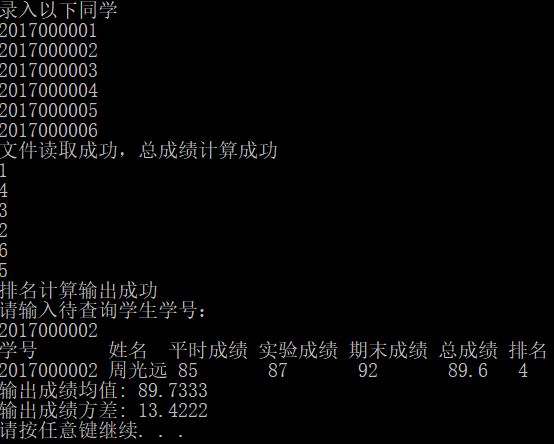 录入以下同学
2017000001
2017000002
2017000003
2017000004
2017000005
2017000006
文件读取成功，总成绩计算成功
1
4
3
2
6
5
排名计算输出成功
请输入待查询学生学号：
2017000002
学号 姓名 平时成绩 实验成绩 期末成绩 总成绩 排名
2017000002 周光远 85 87 92 89.6 4
输出成绩均值: 89.7333
输出成绩方差: 13.4222
请按任意键继续. . .